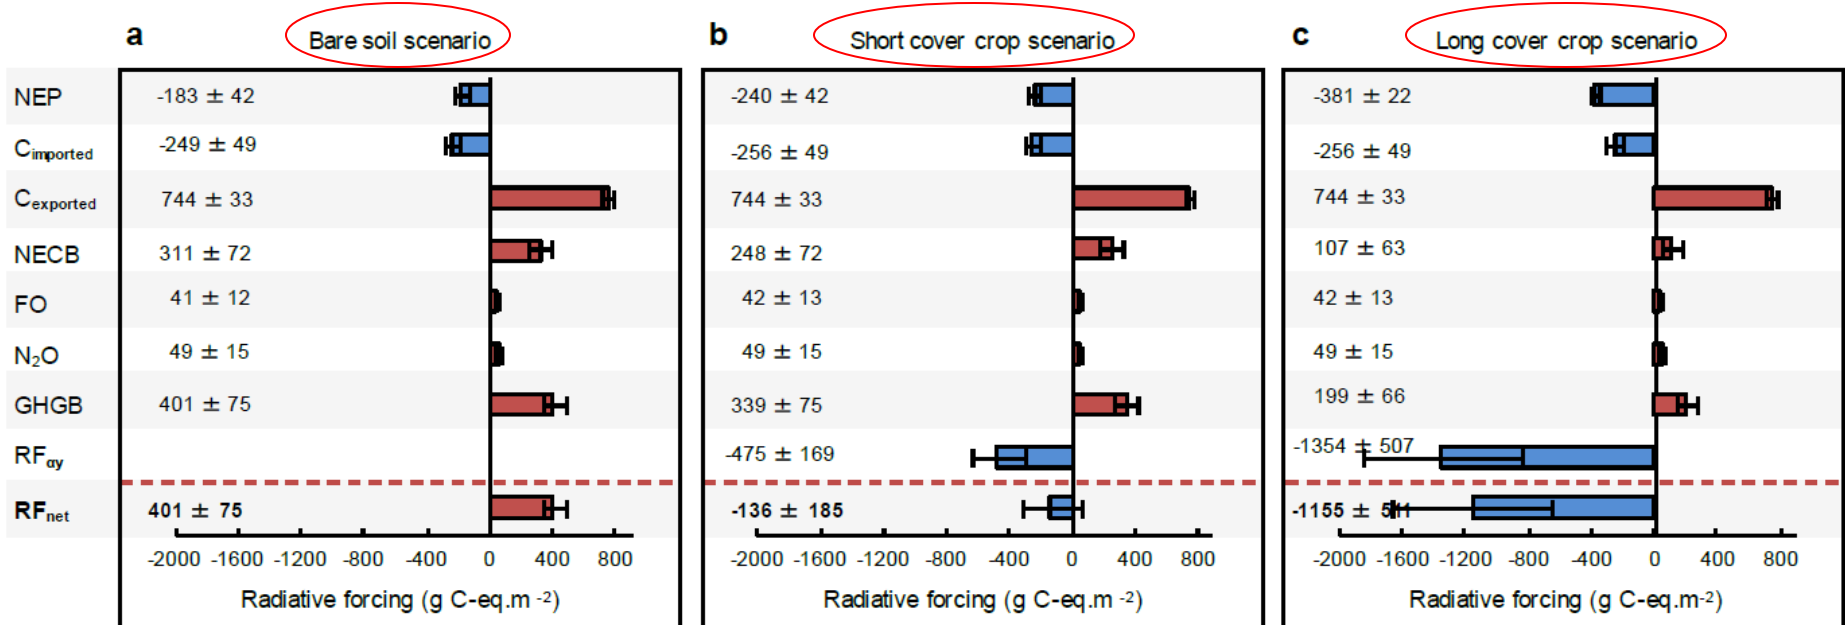 a Bare soil scenario b Short cover crop scenario c Long cover crop scenario
NEP -183 ± 42 -240 ± 42 -381 ± 22
Cimported -249 ± 49 -256 ± 49 -256 ± 49
Cexported 744 ± 33 744 ± 33 744 ± 33
NECB 311 ± 72 248 ± 72 107 ± 63
FO 41 ± 12 42 ± 13 42 ± 13
N2O 49 ± 15 49 ± 15 49 ± 15
GHGB 401 ± 75 339 ± 75 199 ± 66
RFαy -475 ± 169 -1354 ± 507
RFnet 401 ± 75 -136 ± 185 -1155 ± 511
-2000 -1600 -1200 -800 -400 0 400 800 -2000 -1600 -1200 -800 -400 0 400 800 -2000 -1600 -1200 -800 -400 0 400 800
Radiative forcing (g C-eq.m -2) Radiative forcing (g C-eq.m -2) Radiative forcing (g C-eq.m-2)